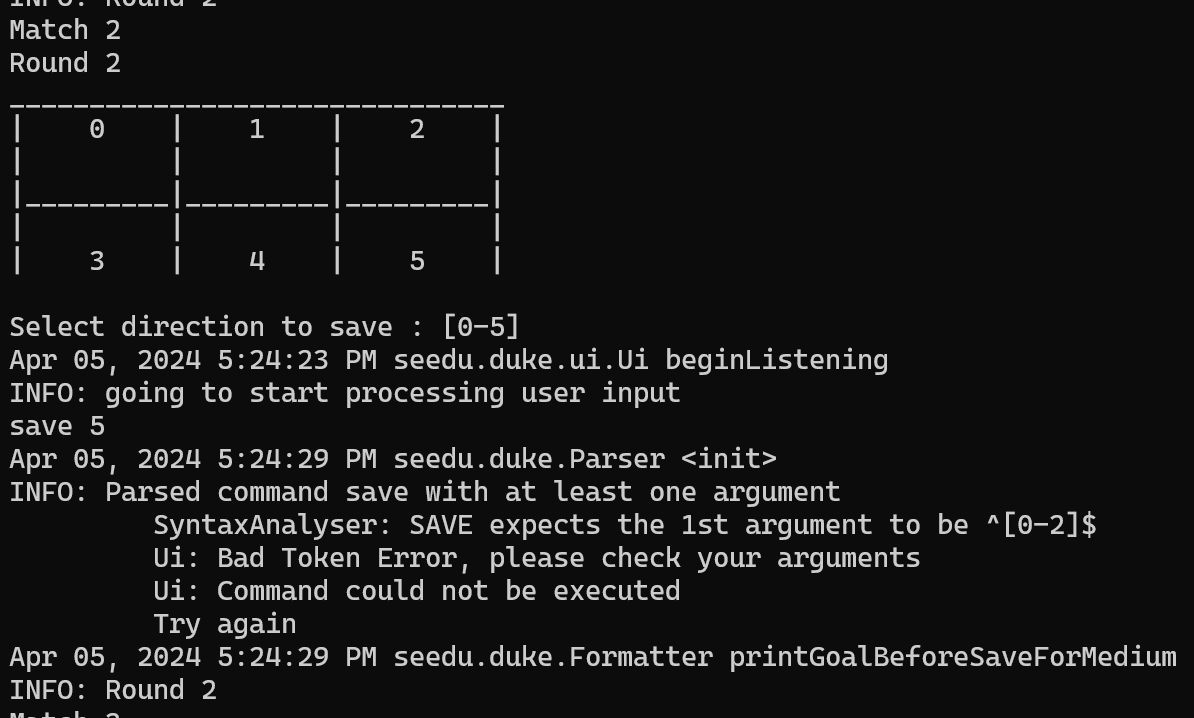 INFO: Round 2
Match 2
Round 2
_______________________________
|    0    |    1    |    2    |
|         |         |         |
|_________|_________|_________|
|         |         |         |
|    3    |    4    |    5    |
Select direction to save : [0-5]
Apr 05, 2024 5:24:23 PM seedu.duke.ui.Ui beginListening
INFO: going to start processing user input
save 5
Apr 05, 2024 5:24:29 PM seedu.duke.Parser <init>
INFO: Parsed command save with at least one argument
         SyntaxAnalyser: SAVE expects the 1st argument to be ^[0-2]$
         Ui: Bad Token Error, please check your arguments
         Ui: Command could not be executed
         Try again
Apr 05, 2024 5:24:29 PM seedu.duke.Formatter printGoalBeforeSaveForMedium
INFO: Round 2
Match 2